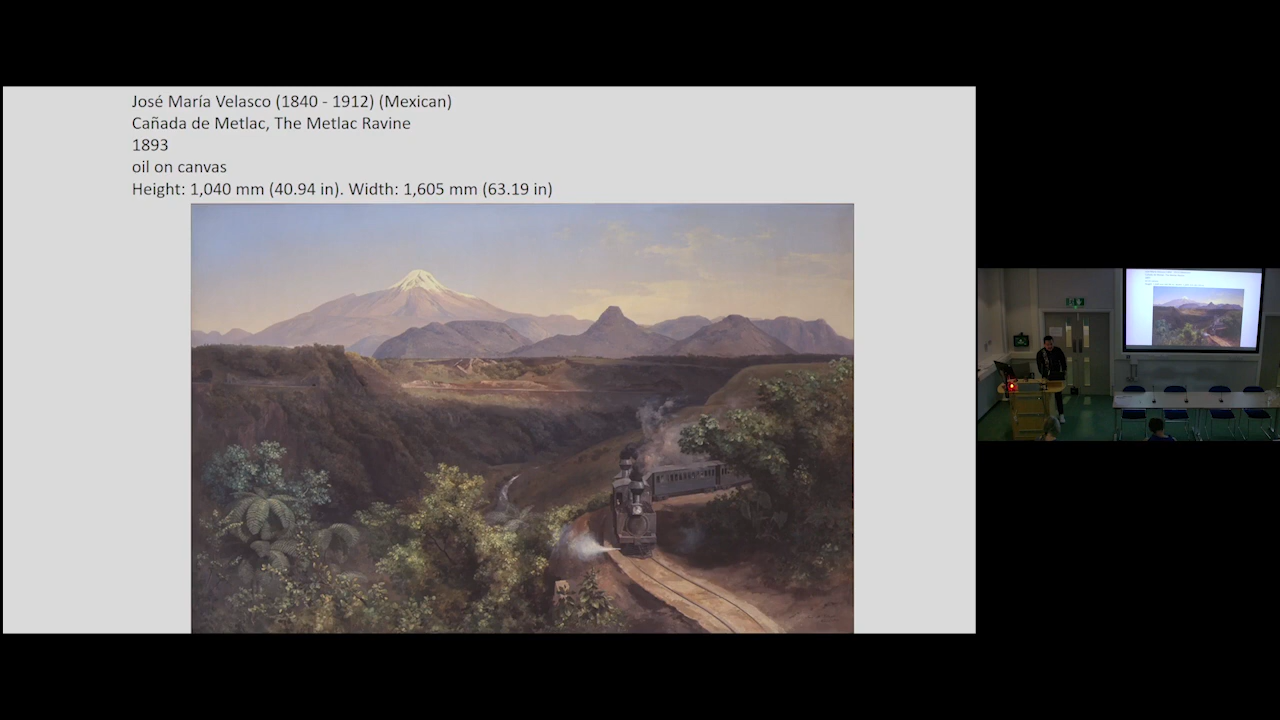 José María Velasco (1840 - 1912) (Mexican)
Cañada de Metlac, The Metlac Ravine
1893
oil on canvas
Height: 1,040 mm (40.94 in). Width: 1,605 mm (63.19 in)